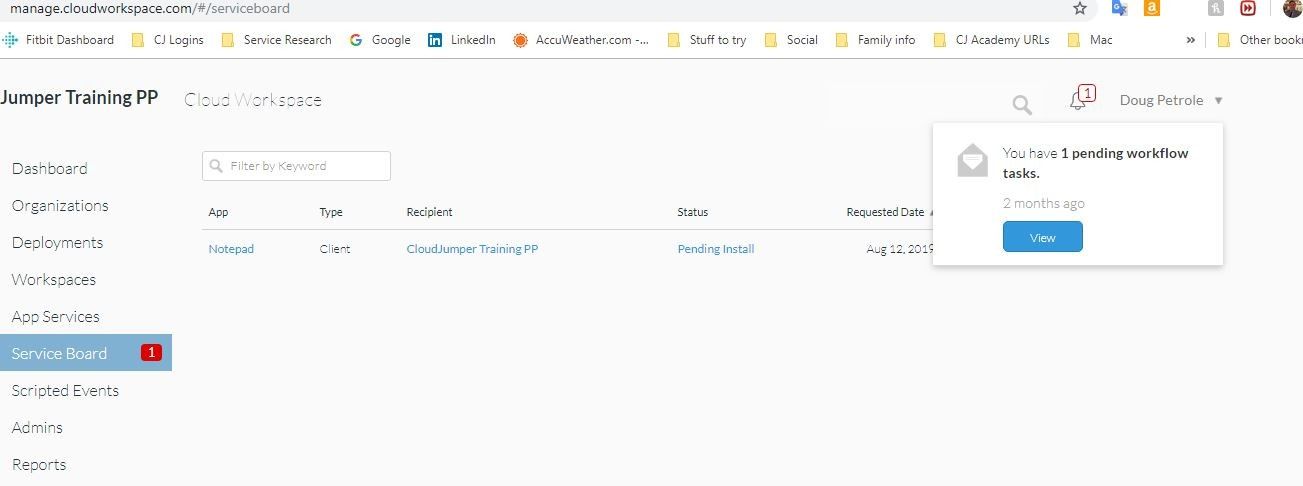 manage.cloudworkspace.com/#/serviceboard
Fitbit Dashboard CJ Logins Service Research Google LinkedIn AccuWeather.com -... Stuff to try Social Family info CJ Academy URLs Mac » Other book
Jumper Training PP Cloud Workspace 1 Doug Petrole
Dashboard
Organizations
Deployments
Workspaces
App Services
Service Board 1
Scripted Events
Admins
Reports
Filter by Keyword
App Type Recipient Status Requested Date
Notepad Client CloudJumper Training PP Pending Install Aug 12, 2019
You have 1 pending workflow
tasks.
2 months ago
View